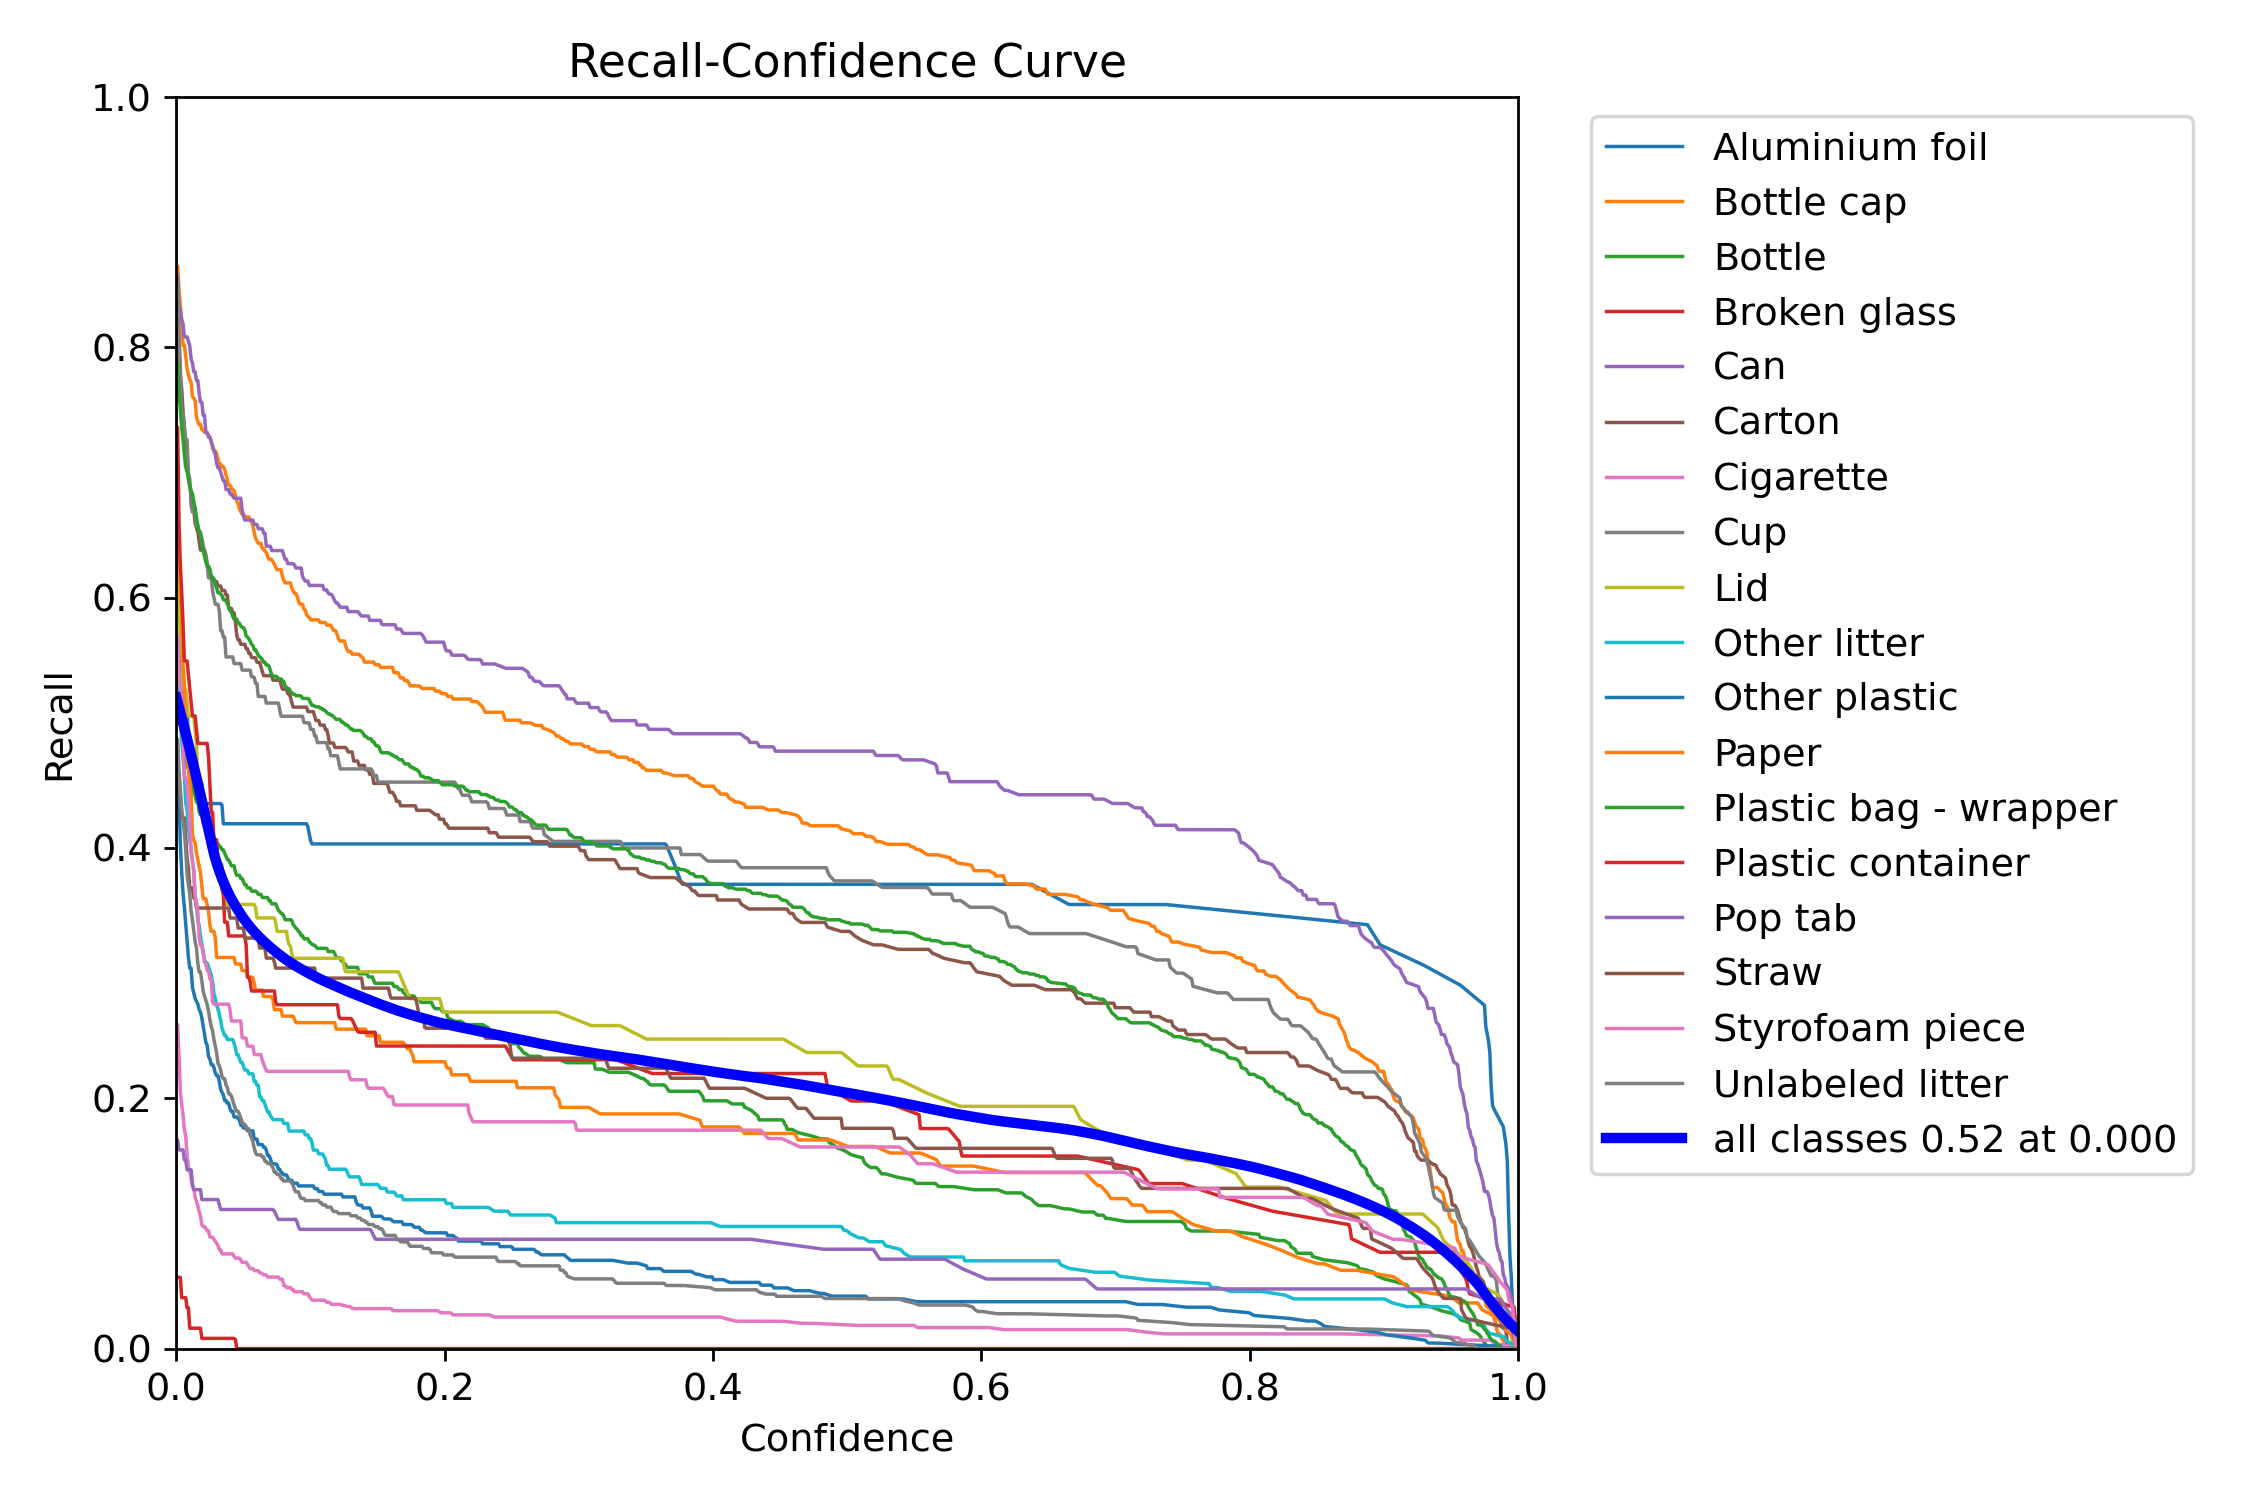 Recall-Confidence Curve
1.0
0.8
0.6
0.4
0.2
0.0
Recall
0.0 0.2 0.4 0.6 0.8 1.0
Confidence
Aluminium foil
Bottle cap
Bottle
Broken glass
Can
Carton
Cigarette
Cup
Lid
Other litter
Other plastic
Paper
Plastic bag - wrapper
Plastic container
Pop tab
Straw
Styrofoam piece
Unlabeled litter
all classes 0.52 at 0.000